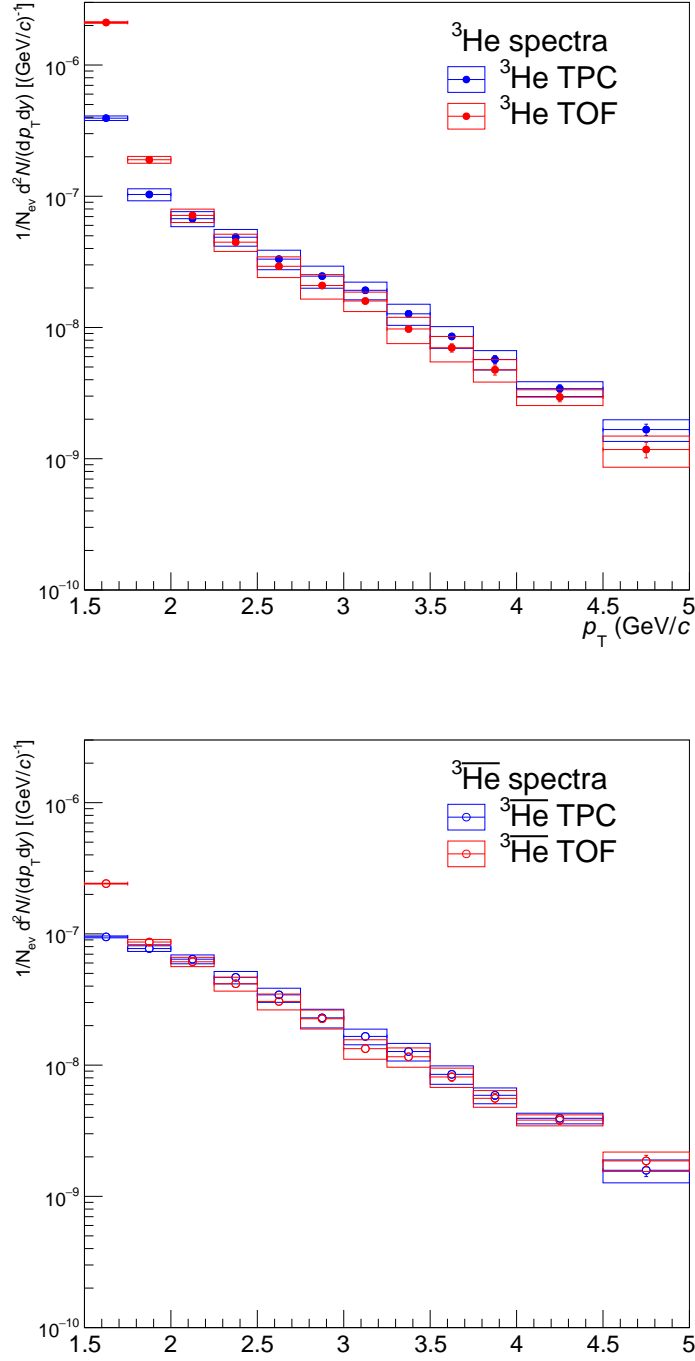 ³He spectra
³He TPC
³He TOF
1/N_ev d²N/(dp_T dy) [(GeV/c)⁻¹]
10⁻⁶
10⁻⁷
10⁻⁸
10⁻⁹
10⁻¹⁰
1.5 2 2.5 3 3.5 4 4.5 5
p_T (GeV/c
³H̅e̅ spectra
³H̅e̅ TPC
³H̅e̅ TOF
1/N_ev d²N/(dp_T dy) [(GeV/c)⁻¹]
10⁻⁶
10⁻⁷
10⁻⁸
10⁻⁹
10⁻¹⁰
1.5 2 2.5 3 3.5 4 4.5 5